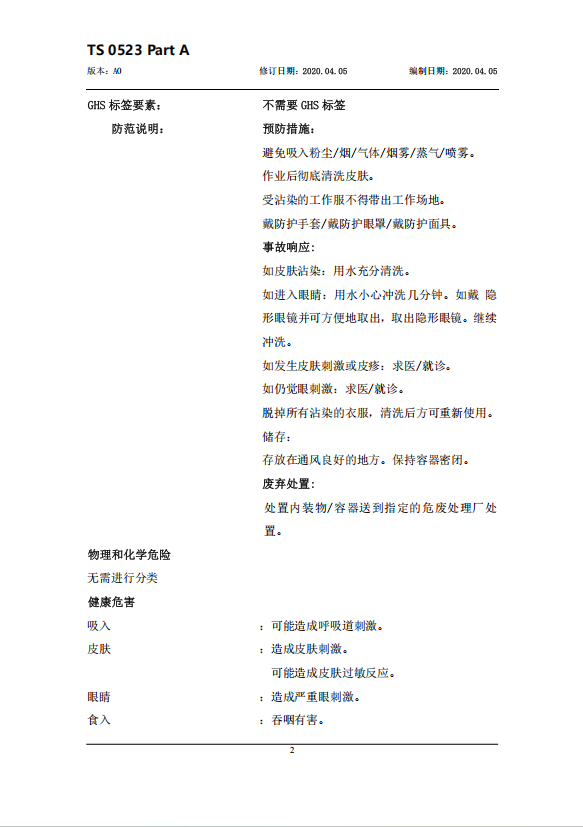 TS 0523 Part A
版本：A0 修订日期：2020.04.05 编制日期：2020.04.05
GHS 标签要素： 不需要 GHS 标签
防范说明： 预防措施：
避免吸入粉尘/烟/气体/烟雾/蒸气/喷雾。
作业后彻底清洗皮肤。
受沾染的工作服不得带出工作场地。
戴防护手套/戴防护眼罩/戴防护面具。
事故响应:
如皮肤沾染：用水充分清洗。
如进入眼睛：用水小心冲洗几分钟。如戴 隐
形眼镜并可方便地取出，取出隐形眼镜。继续
冲洗。
如发生皮肤刺激或皮疹：求医/就诊。
如仍觉眼刺激：求医/就诊。
脱掉所有沾染的衣服，清洗后方可重新使用。
储存：
存放在通风良好的地方。保持容器密闭。
废弃处置:
处置内装物/容器送到指定的危废处理厂处
置。
物理和化学危险
无需进行分类
健康危害
吸入 ：可能造成呼吸道刺激。
皮肤 ：造成皮肤刺激。
可能造成皮肤过敏反应。
眼睛 ：造成严重眼刺激。
食入 ：吞咽有害。
2